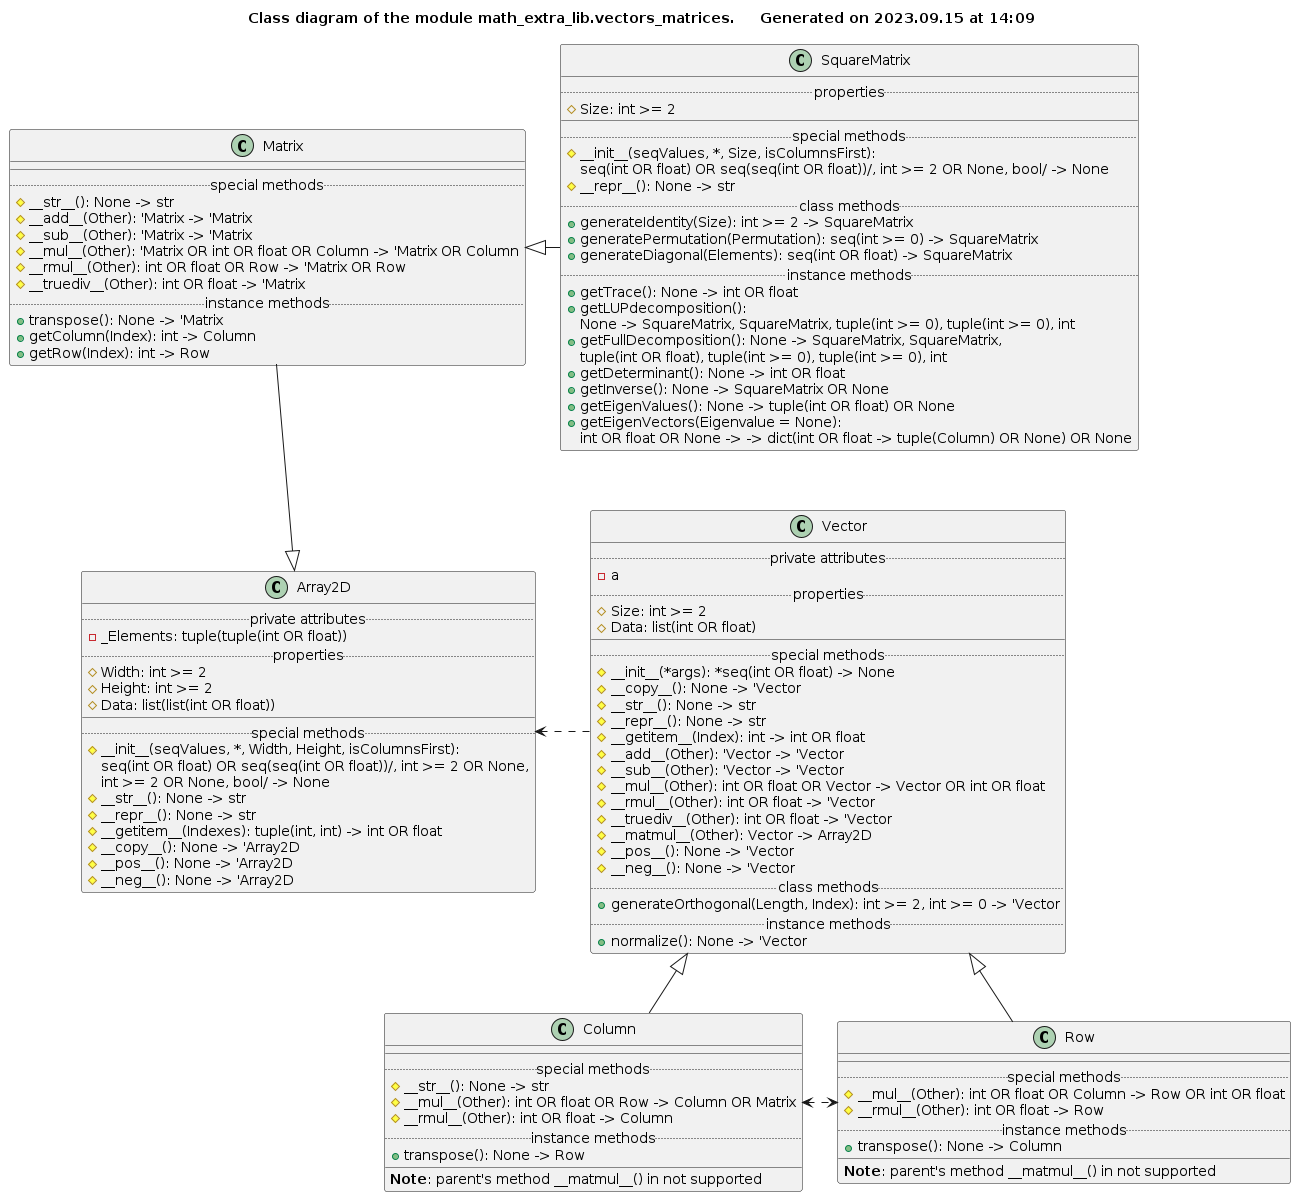 Class diagram of the module math_extra_lib.vectors_matrices. Generated on 2023.09.15 at 14:09
C SquareMatrix
properties
Size: int >= 2
special methods
__init__(seqValues, *, Size, isColumnsFirst):
seq(int OR float) OR seq(seq(int OR float))/, int >= 2 OR None, bool/ -> None
__repr__(): None -> str
class methods
generateIdentity(Size): int >= 2 -> SquareMatrix
generatePermutation(Permutation): seq(int >= 0) -> SquareMatrix
generateDiagonal(Elements): seq(int OR float) -> SquareMatrix
instance methods
getTrace(): None -> int OR float
getLUPdecomposition():
None -> SquareMatrix, SquareMatrix, tuple(int >= 0), tuple(int >= 0), int
getFullDecomposition(): None -> SquareMatrix, SquareMatrix,
tuple(int OR float), tuple(int >= 0), tuple(int >= 0), int
getDeterminant(): None -> int OR float
getInverse(): None -> SquareMatrix OR None
getEigenValues(): None -> tuple(int OR float) OR None
getEigenVectors(Eigenvalue = None):
int OR float OR None -> -> dict(int OR float -> tuple(Column) OR None) OR None
C Matrix
special methods
__str__(): None -> str
__add__(Other): 'Matrix -> 'Matrix
__sub__(Other): 'Matrix -> 'Matrix
__mul__(Other): 'Matrix OR int OR float OR Column -> 'Matrix OR Column
__rmul__(Other): int OR float OR Row -> 'Matrix OR Row
__truediv__(Other): int OR float -> 'Matrix
instance methods
transpose(): None -> 'Matrix
getColumn(Index): int -> Column
getRow(Index): int -> Row
C Vector
private attributes
a
properties
Size: int >= 2
Data: list(int OR float)
special methods
__init__(*args): *seq(int OR float) -> None
__copy__(): None -> 'Vector
__str__(): None -> str
__repr__(): None -> str
__getitem__(Index): int -> int OR float
__add__(Other): 'Vector -> 'Vector
__sub__(Other): 'Vector -> 'Vector
__mul__(Other): int OR float OR Vector -> Vector OR int OR float
__rmul__(Other): int OR float -> 'Vector
__truediv__(Other): int OR float -> 'Vector
__matmul__(Other): Vector -> Array2D
__pos__(): None -> 'Vector
__neg__(): None -> 'Vector
class methods
generateOrthogonal(Length, Index): int >= 2, int >= 0 -> 'Vector
instance methods
normalize(): None -> 'Vector
C Array2D
private attributes
_Elements: tuple(tuple(int OR float))
properties
Width: int >= 2
Height: int >= 2
Data: list(list(int OR float))
special methods
__init__(seqValues, *, Width, Height, isColumnsFirst):
seq(int OR float) OR seq(seq(int OR float))/, int >= 2 OR None,
int >= 2 OR None, bool/ -> None
__str__(): None -> str
__repr__(): None -> str
__getitem__(Indexes): tuple(int, int) -> int OR float
__copy__(): None -> 'Array2D
__pos__(): None -> 'Array2D
__neg__(): None -> 'Array2D
C Column
special methods
__str__(): None -> str
__mul__(Other): int OR float OR Row -> Column OR Matrix
__rmul__(Other): int OR float -> Column
instance methods
transpose(): None -> Row
Note: parent's method __matmul__() in not supported
C Row
special methods
__mul__(Other): int OR float OR Column -> Row OR int OR float
__rmul__(Other): int OR float -> Row
instance methods
transpose(): None -> Column
Note: parent's method __matmul__() in not supported